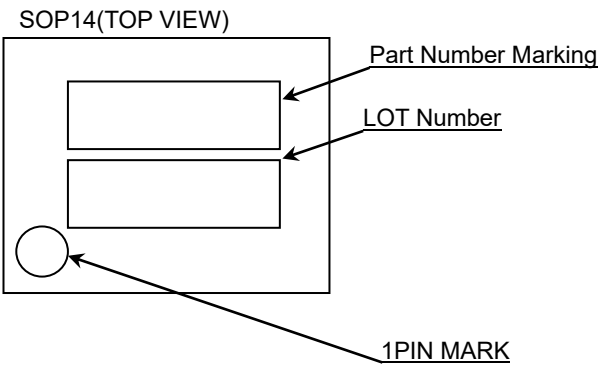 SOP14(TOP VIEW)
Part Number Marking
LOT Number
1PIN MARK